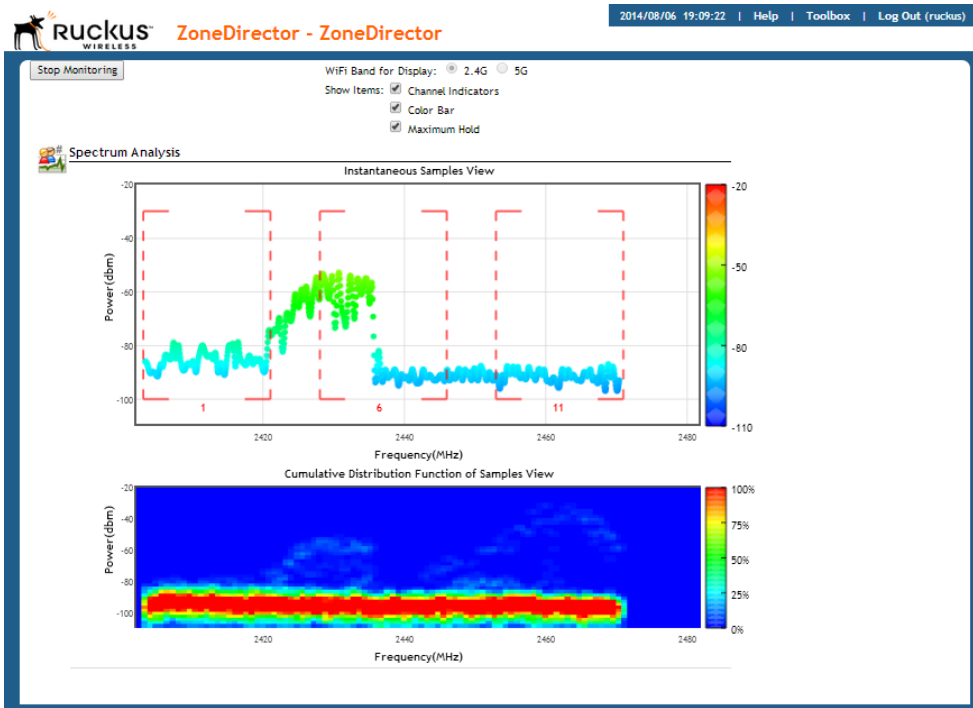 2014/08/06 19:09:22 | Help | Toolbox | Log Out (ruckus)
RUCKUS™
WIRELESS
ZoneDirector - ZoneDirector
Stop Monitoring
WiFi Band for Display: 2.4G 5G
Show Items: Channel Indicators
Color Bar
Maximum Hold
Spectrum Analysis
Instantaneous Samples View
-20
-40
-60
-80
-100
Power(dbm)
1
6
11
2420
2440
2460
2480
Frequency(MHz)
-20
-50
-80
-110
Cumulative Distribution Function of Samples View
-20
-40
-60
-80
-100
Power(dbm)
2420
2440
2460
2480
Frequency(MHz)
100%
75%
50%
25%
0%